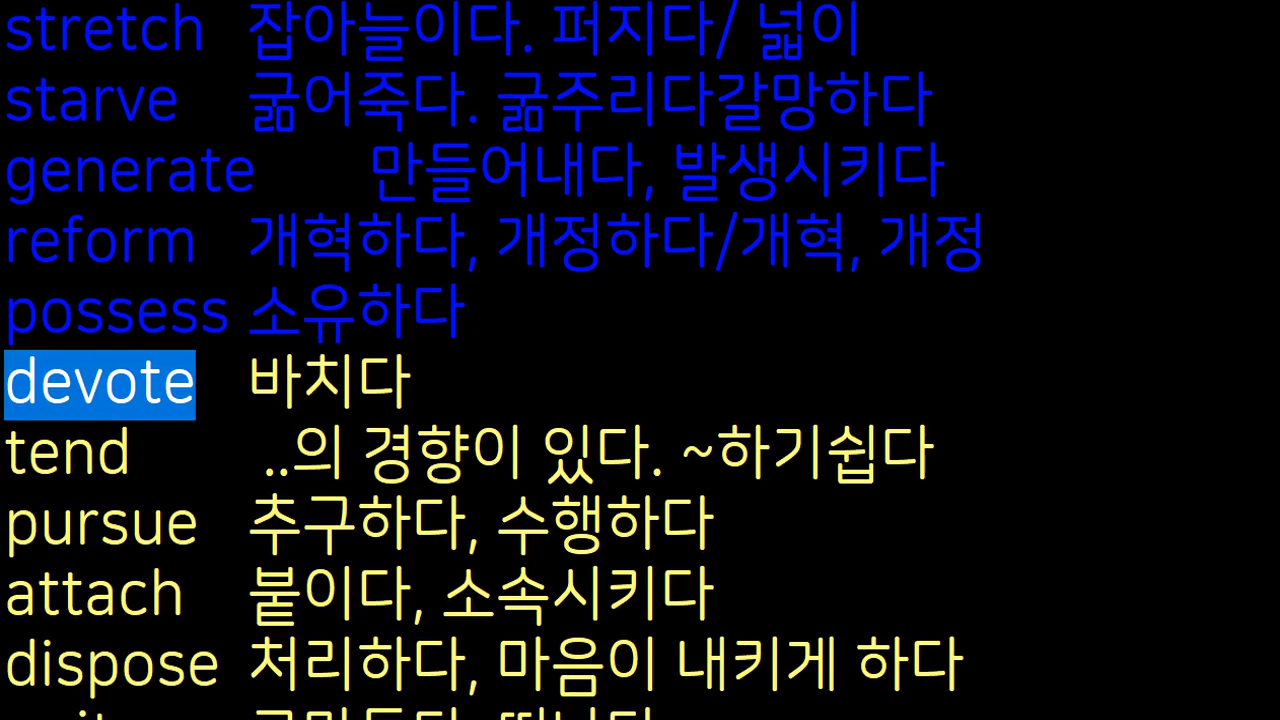 stretch 잡아늘이다. 퍼지다/ 넓이
starve 굶어죽다. 굶주리다갈망하다
generate 만들어내다, 발생시키다
reform 개혁하다, 개정하다/개혁, 개정
possess 소유하다
devote 바치다
tend ..의 경향이 있다. ~하기쉽다
pursue 추구하다, 수행하다
attach 붙이다, 소속시키다
dispose 처리하다, 마음이 내키게 하다